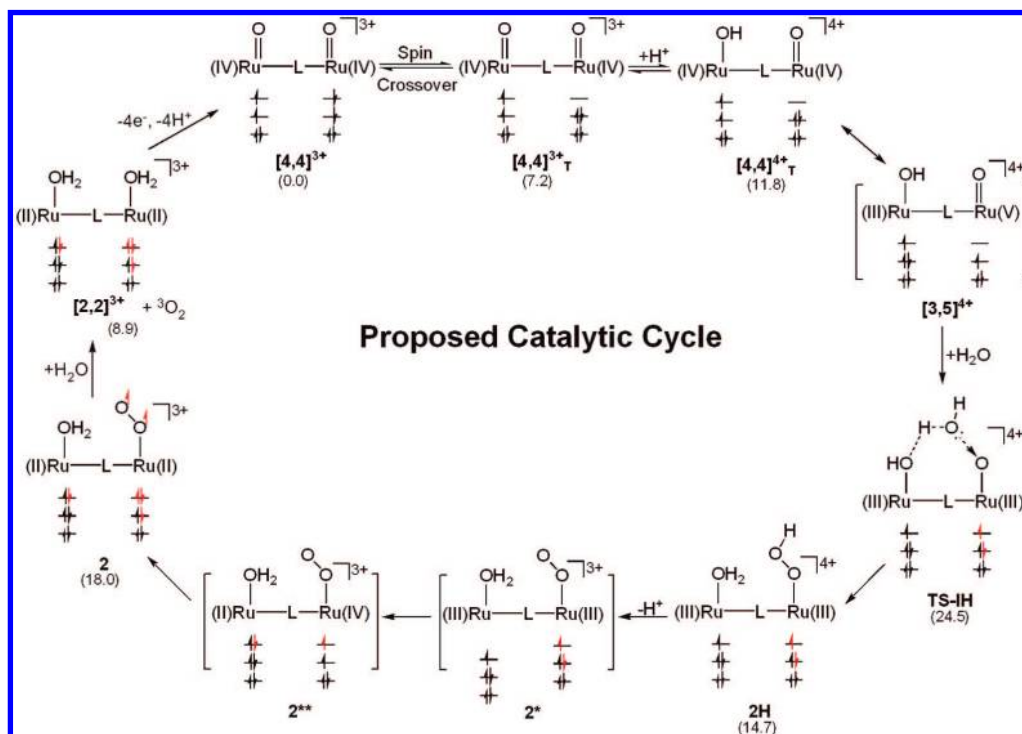 O O ⌉3+
(IV)Ru—L—Ru(IV)
[4,4]3+
(0.0)
Spin
Crossover
O O ⌉3+
(IV)Ru—L—Ru(IV)
[4,4]3+T
(7.2)
+H+
OH O ⌉4+
(IV)Ru—L—Ru(IV)
[4,4]4+T
(11.8)
-4e-, -4H+
OH2 OH2 ⌉3+
(II)Ru—L—Ru(II)
[2,2]3+ + 3O2
(8.9)
OH O ⌉4+
(III)Ru—L—Ru(V)
[3,5]4+
Proposed Catalytic Cycle
+H2O
+H2O
O
OH2 O ⌉3+
(II)Ru—L—Ru(II)
2
(18.0)
H
H--O: ⌉4+
HO O
(III)Ru—L—Ru(III)
TS-IH
(24.5)
O
OH2 O ⌉3+
(II)Ru—L—Ru(IV)
2**
O
OH2 O ⌉3+
(III)Ru—L—Ru(III)
2*
-H+
H
O
OH2 O ⌉4+
(III)Ru—L—Ru(III)
2H
(14.7)